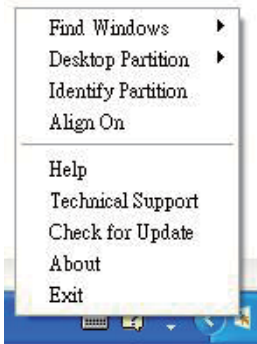 Find Windows
Desktop Partition
Identify Partition
Align On
Help
Technical Support
Check for Update
About
Exit